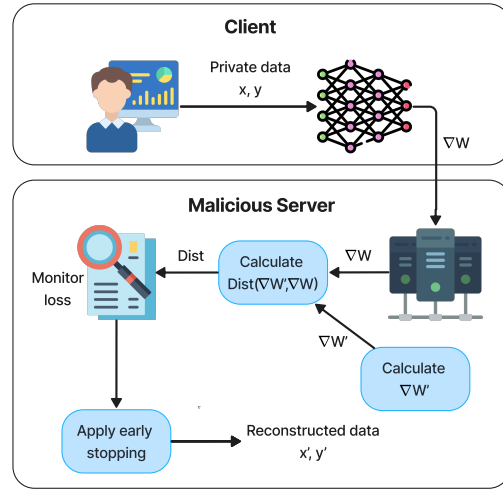 Client
Private data
x, y
∇W
Malicious Server
Monitor
loss
Dist
Calculate
Dist(∇W',∇W)
∇W
∇W'
Calculate
∇W'
Apply early
stopping
Reconstructed data
x', y'